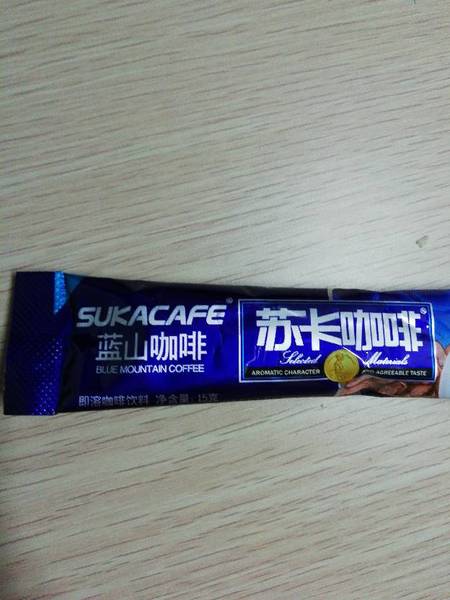 SUKACAFE®
蓝山咖啡
BLUE MOUNTAIN COFFEE
即溶咖啡饮料 净含量: 15克
苏卡咖啡®
Selected Materials
AROMATIC CHARACTER AND AGREEABLE TASTE